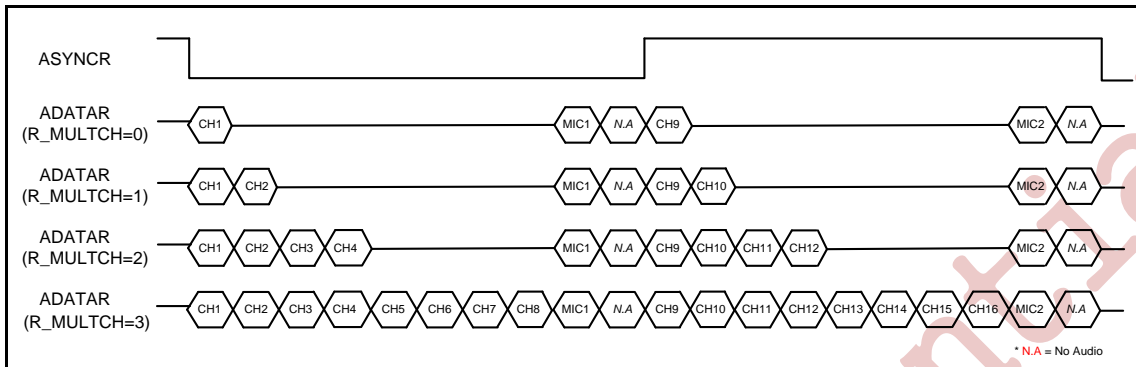 ASYNCR
ADATAR
(R_MULTCH=0)
CH1 MIC1 N.A CH9 MIC2 N.A
ADATAR
(R_MULTCH=1)
CH1 CH2 MIC1 N.A CH9 CH10 MIC2 N.A
ADATAR
(R_MULTCH=2)
CH1 CH2 CH3 CH4 MIC1 N.A CH9 CH10 CH11 CH12 MIC2 N.A
ADATAR
(R_MULTCH=3)
CH1 CH2 CH3 CH4 CH5 CH6 CH7 CH8 MIC1 N.A CH9 CH10 CH11 CH12 CH13 CH14 CH15 CH16 MIC2 N.A
* N.A = No Audio